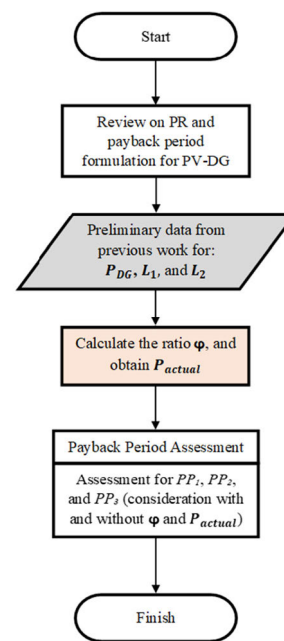 Start
Review on PR and
payback period
formulation for PV-DG
Preliminary data from
previous work for:
P_DG, L_1, and L_2
Calculate the ratio φ, and
obtain P_actual
Payback Period Assessment
Assessment for PP_1, PP_2,
and PP_3 (consideration with
and without φ and P_actual)
Finish